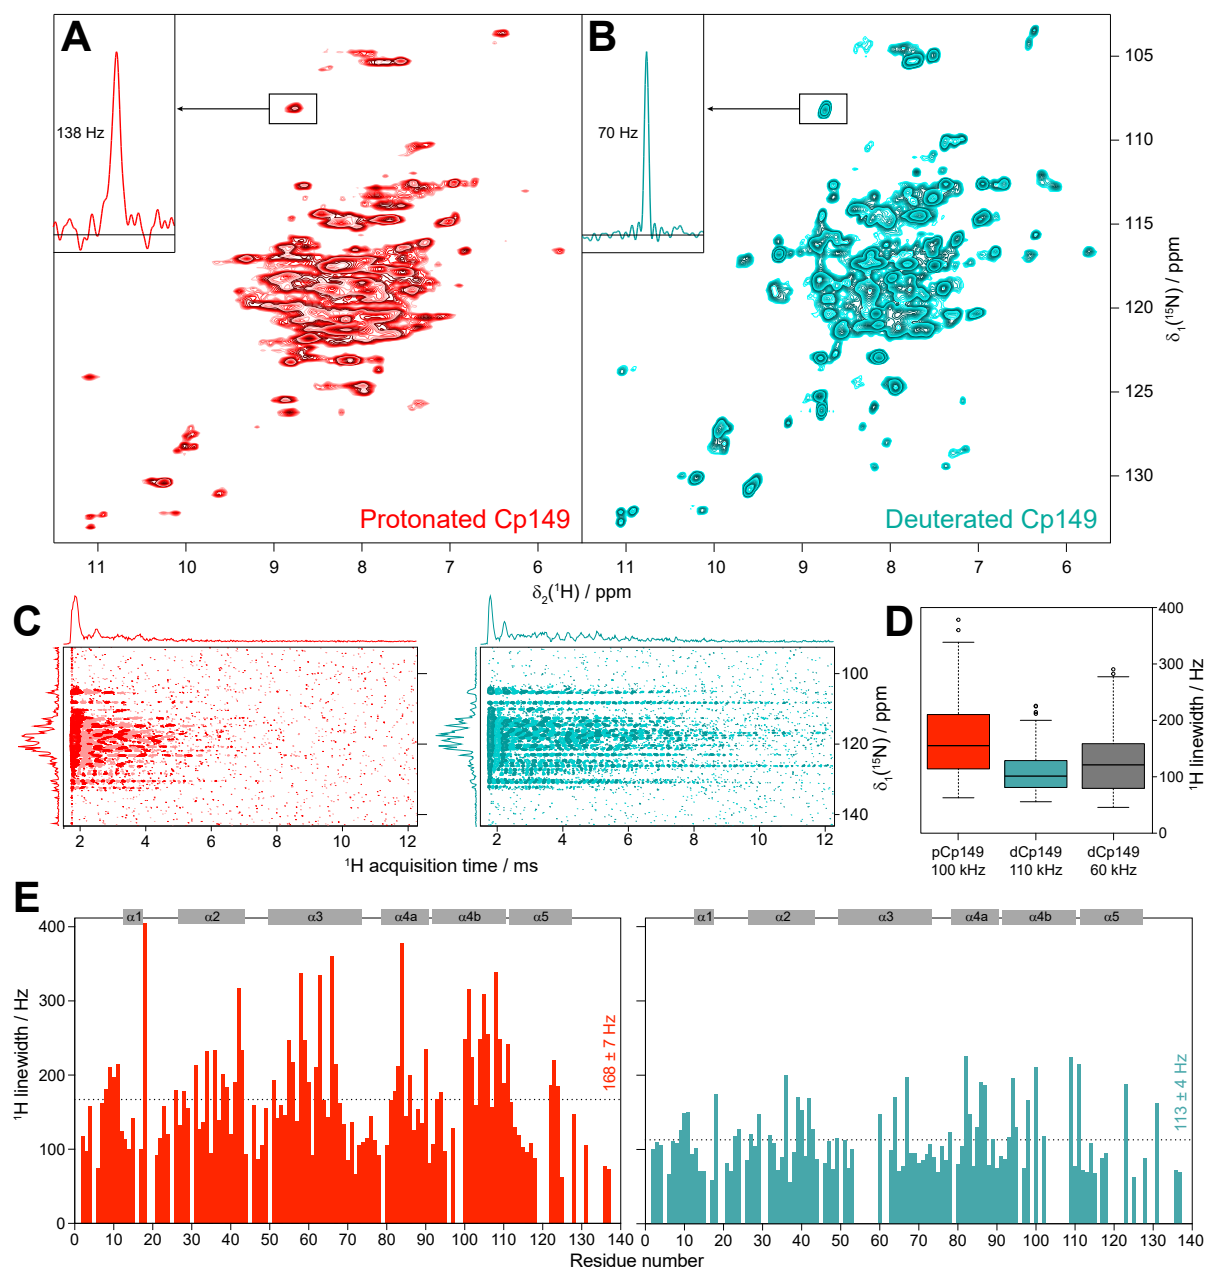 A
B
138 Hz
70 Hz
105
110
115
120
125
130
δ1(15N) / ppm
Protonated Cp149
Deuterated Cp149
11 10 9 8 7 6
11 10 9 8 7 6
δ2(1H) / ppm
C
D
100
120
140
δ1(15N) / ppm
2 4 6 8 10 12
2 4 6 8 10 12
1H acquisition time / ms
400
300
200
100
0
1H linewidth / Hz
pCp149 dCp149 dCp149
100 kHz 110 kHz 60 kHz
E
α1 α2 α3 α4a α4b α5
α1 α2 α3 α4a α4b α5
400
300
200
100
0
1H linewidth / Hz
168 ± 7 Hz
113 ± 4 Hz
0 10 20 30 40 50 60 70 80 90 100 110 120 130 140
0 10 20 30 40 50 60 70 80 90 100 110 120 130 140
Residue number